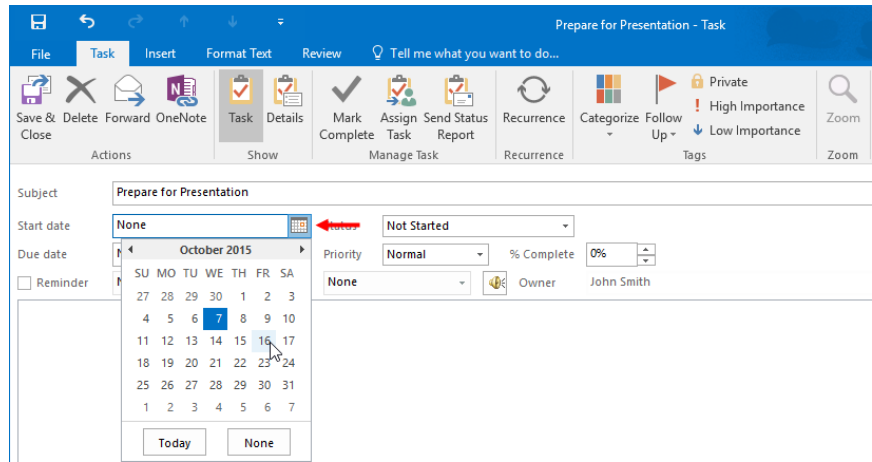 Prepare for Presentation - Task
File Task Insert Format Text Review Tell me what you want to do...
Save & Close Delete Forward OneNote Task Details Mark Complete Assign Task Send Status Report Recurrence Categorize Follow Up Private
High Importance
Low Importance
Zoom
Actions Show Manage Task Recurrence Tags Zoom
Subject Prepare for Presentation
Start date None Status Not Started
Due date Priority Normal % Complete 0%
Reminder None Owner John Smith
October 2015
SU MO TU WE TH FR SA
27 28 29 30 1 2 3
4 5 6 7 8 9 10
11 12 13 14 15 16 17
18 19 20 21 22 23 24
25 26 27 28 29 30 31
1 2 3 4 5 6 7
Today None